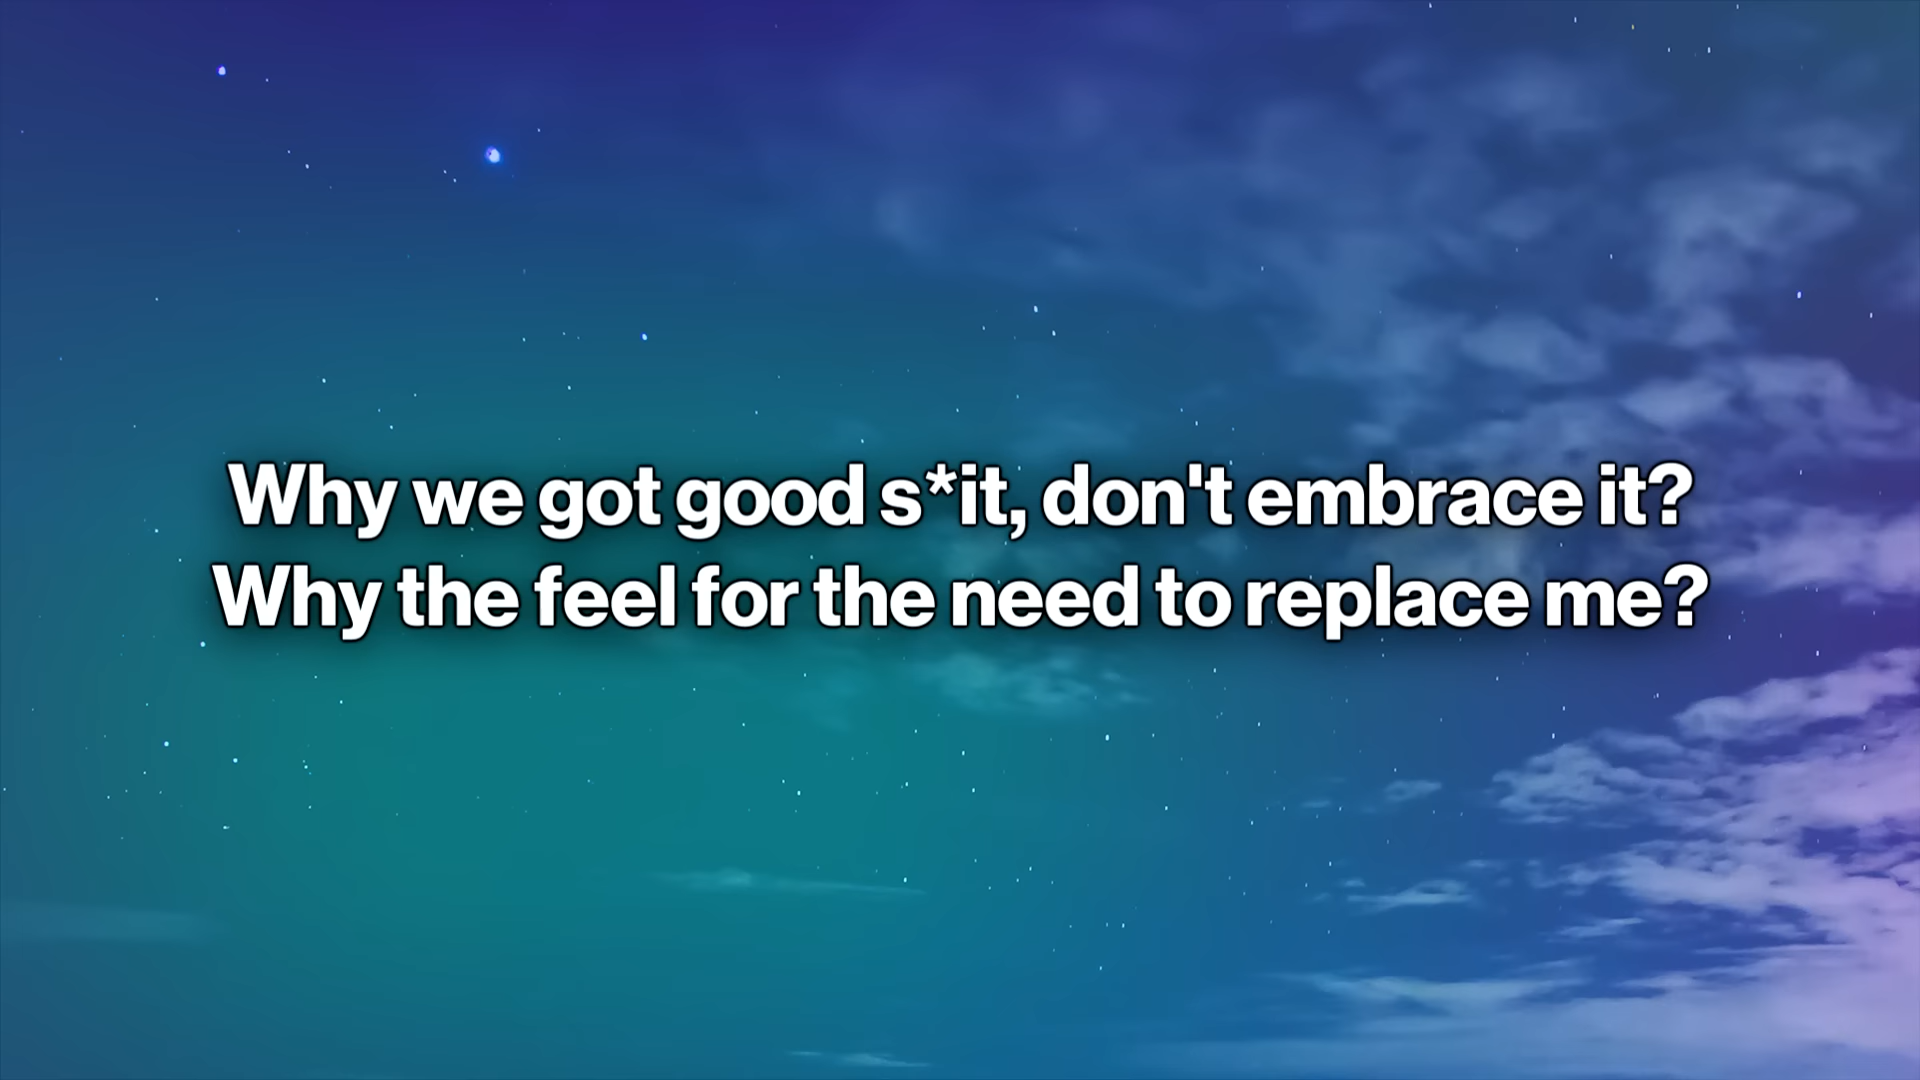 Why we got good s*it, don't embrace it?
Why the feel for the need to replace me?